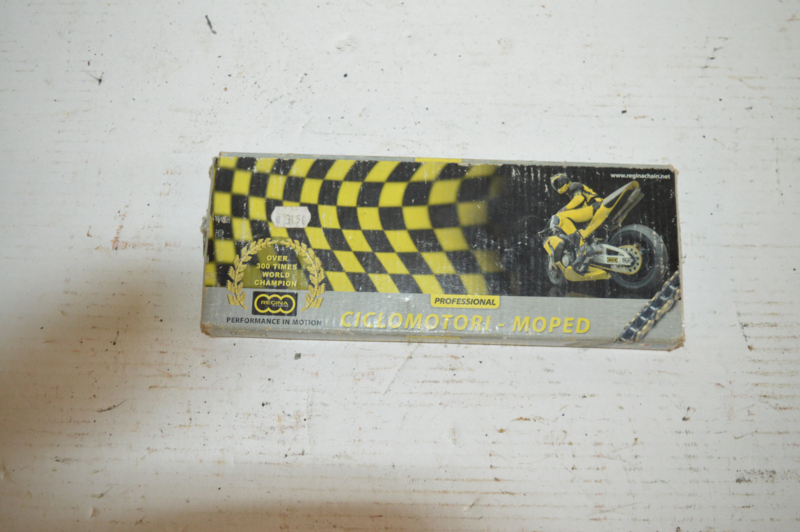 www.reginachain.net
OVER
300 TIMES
WORLD
CHAMPION
REGINA
PERFORMANCE IN MOTION
PROFESSIONAL
CICLOMOTORI - MOPED